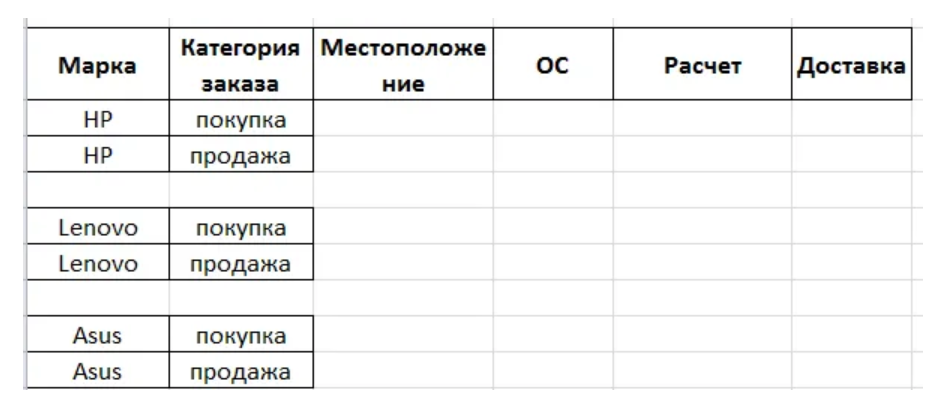 Марка Категория заказа Местоположение ОС Расчет Доставка
HP покупка
HP продажа
Lenovo покупка
Lenovo продажа
Asus покупка
Asus продажа